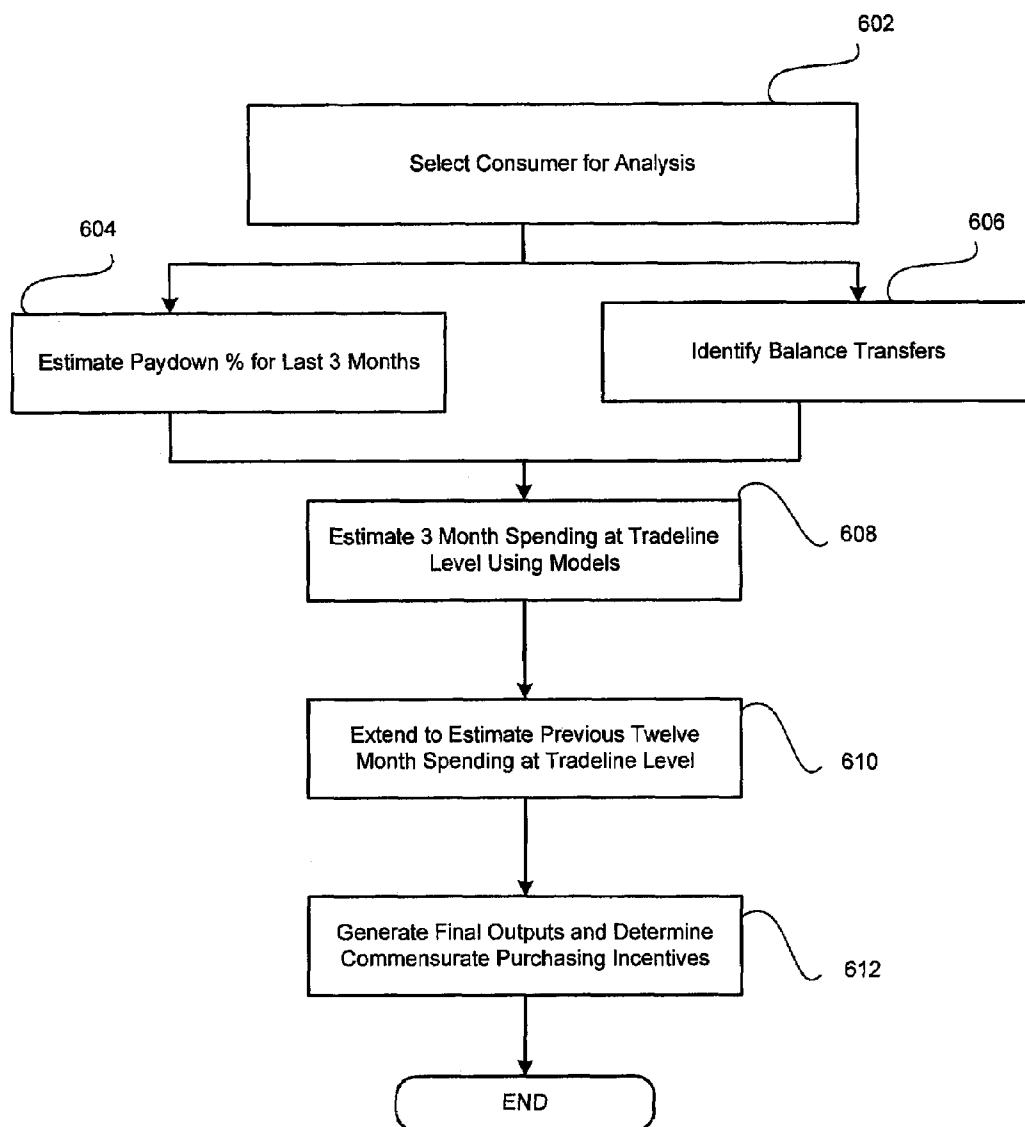 602
Select Consumer for Analysis
604
606
Estimate Paydown % for Last 3 Months
Identify Balance Transfers
Estimate 3 Month Spending at Tradeline
Level Using Models
608
Extend to Estimate Previous Twelve
Month Spending at Tradeline Level
610
Generate Final Outputs and Determine
Commensurate Purchasing Incentives
612
END